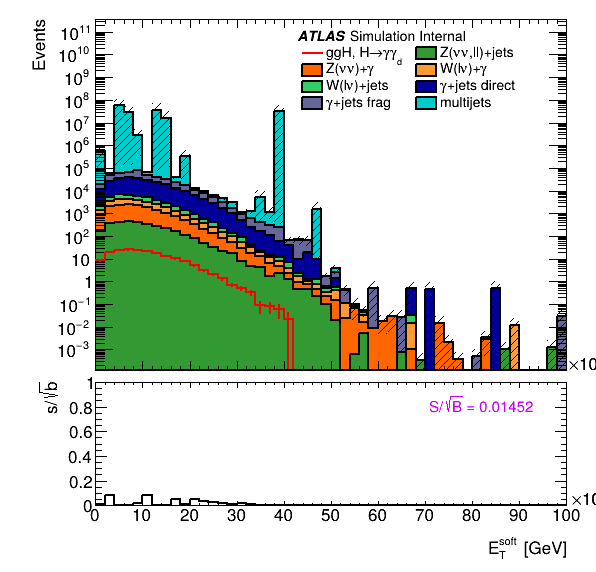 Events
10¹¹
10¹⁰
10⁹
10⁸
10⁷
10⁶
10⁵
10⁴
10³
10²
10
1
10⁻¹
10⁻²
10⁻³
ATLAS Simulation Internal
ggH, H→γγ_d
Z(νν,ll)+jets
Z(νν)+γ
W(lν)+γ
W(lν)+jets
γ+jets direct
γ+jets frag
multijets
×10
s/√b
1
0.8
0.6
0.4
0.2
0
S/√B = 0.01452
×10
0 10 20 30 40 50 60 70 80 90 100
E_T^soft [GeV]